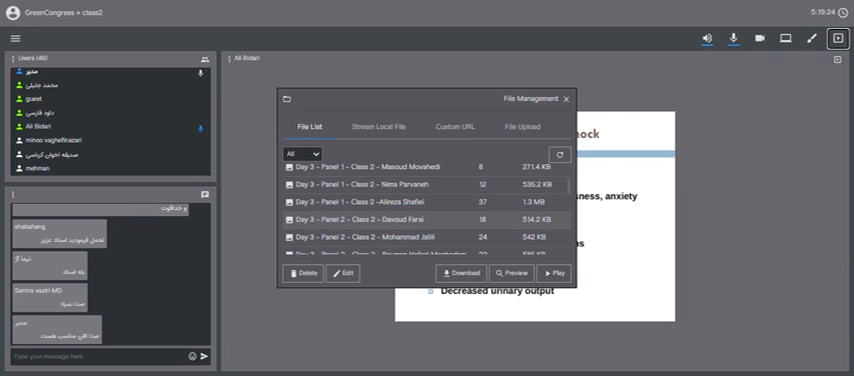 GreenCongress » class2
5:19:24
Users (46)
مدیر
محمد جلیلی
guest
داود فارسی
Ali Bidari
minoo vaghefinazari
صدیقه اخوان کرباسی
mehman
و خداقوت
shabahang
تحمل فرمودید استاد عزیز
بله استاد
Samira vaziri MD
صدا نمیاد
مدیر
صدا الان مناسب هست
Type your message here
Ali Bidari
File Management
File List
Stream Local File
Custom URL
File Upload
All
Day 3 - Panel 1 - Class 2 - Masoud Movahedi 8 271.4 KB
Day 3 - Panel 1 - Class 2 - Nima Parvaneh 12 536.2 KB
Day 3 - Panel 1 - Class 2 -Alireza Shafiei 37 1.3 MB
Day 3 - Panel 2 - Class 2 - Davoud Farsi 18 514.2 KB
Day 3 - Panel 2 - Class 2 - Mohammad Jalili 24 542 KB
Delete
Edit
Download
Preview
Play
hock
sness, anxiety
ns
Decreased urinary output